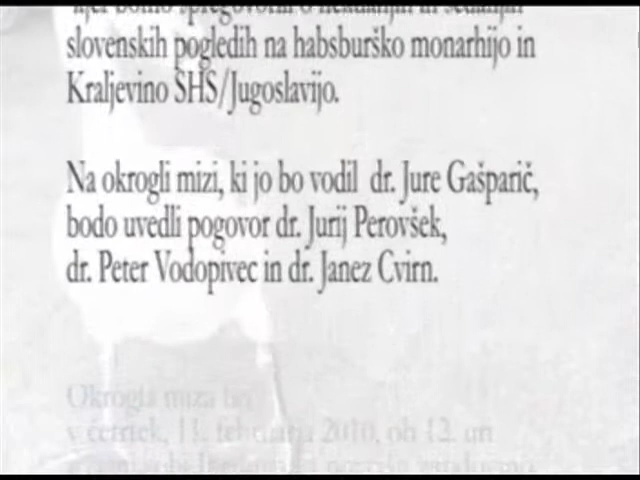 slovenskih pogledih na habsburško monarhijo in
Kraljevino SHS/Jugoslavijo.
Na okrogli mizi, ki jo bo vodil dr. Jure Gašparič,
bodo uvedli pogovor dr. Jurij Perovšek,
dr. Peter Vodopivec in dr. Janez Cvirn.
Okrogla miza bo
v četrtek, 11. februarja 2010, ob 12. uri